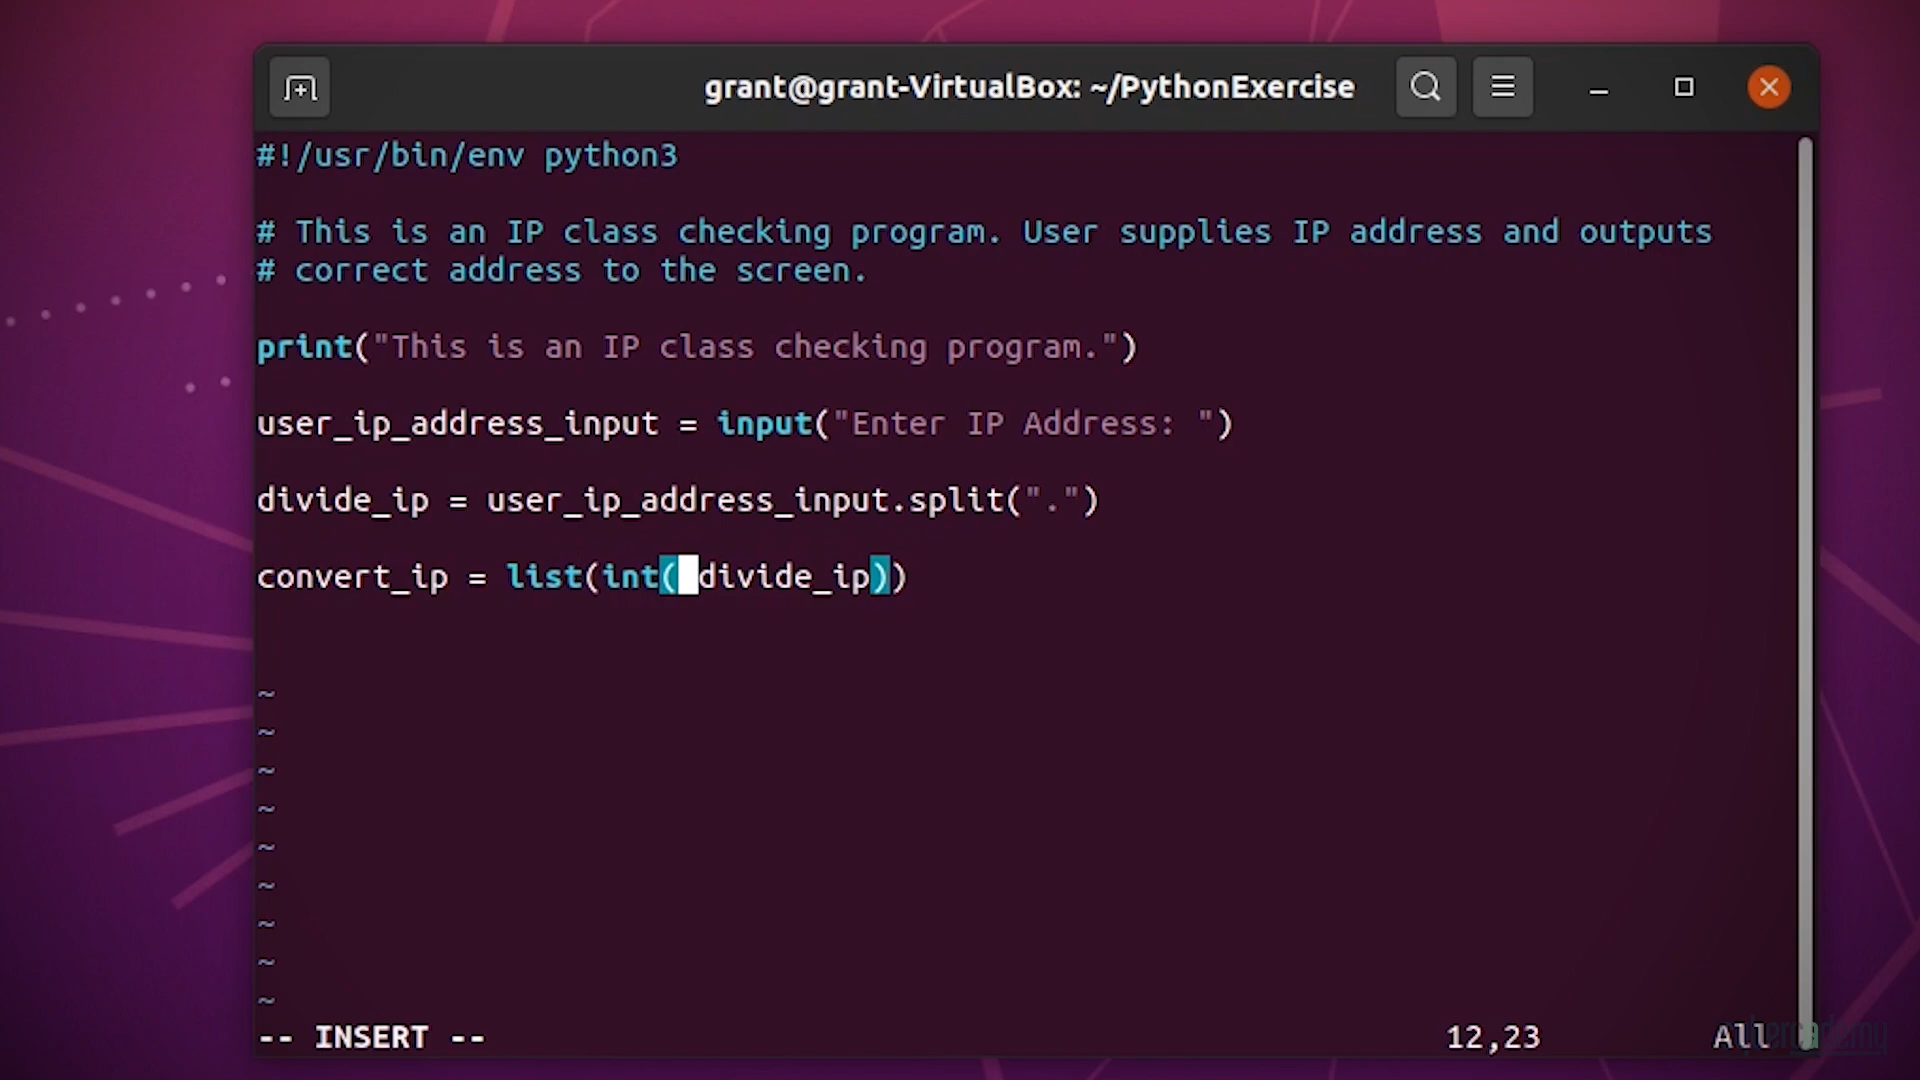 grant@grant-VirtualBox: ~/PythonExercise
#!/usr/bin/env python3
# This is an IP class checking program. User supplies IP address and outputs
# correct address to the screen.
print("This is an IP class checking program.")
user_ip_address_input = input("Enter IP Address: ")
divide_ip = user_ip_address_input.split(".")
convert_ip = list(int( divide_ip))
~
~
~
~
~
~
~
~
~
-- INSERT -- 12,23 All